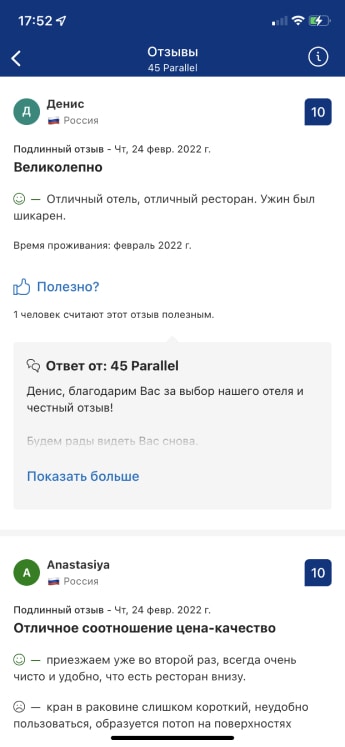 17:52
Отзывы
45 Parallel
Д
Денис
Россия
10
Подлинный отзыв - Чт, 24 февр. 2022 г.
Великолепно
— Отличный отель, отличный ресторан. Ужин был
шикарен.
Время проживания: февраль 2022 г.
Полезно?
1 человек считают этот отзыв полезным.
Ответ от: 45 Parallel
Денис, благодарим Вас за выбор нашего отеля и
честный отзыв!
Будем рады видеть Вас снова.
Показать больше
A
Anastasiya
Россия
10
Подлинный отзыв - Чт, 24 февр. 2022 г.
Отличное соотношение цена-качество
— приезжаем уже во второй раз, всегда очень
чисто и удобно, что есть ресторан внизу.
— кран в раковине слишком короткий, неудобно
пользоваться, образуется потоп на поверхностях